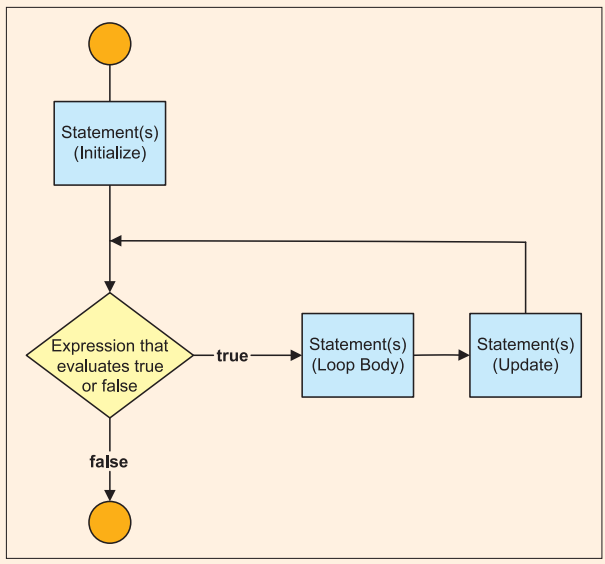 Statement(s)
(Initialize)
Expression that
evaluates true
or false
true
Statement(s)
(Loop Body)
Statement(s)
(Update)
false